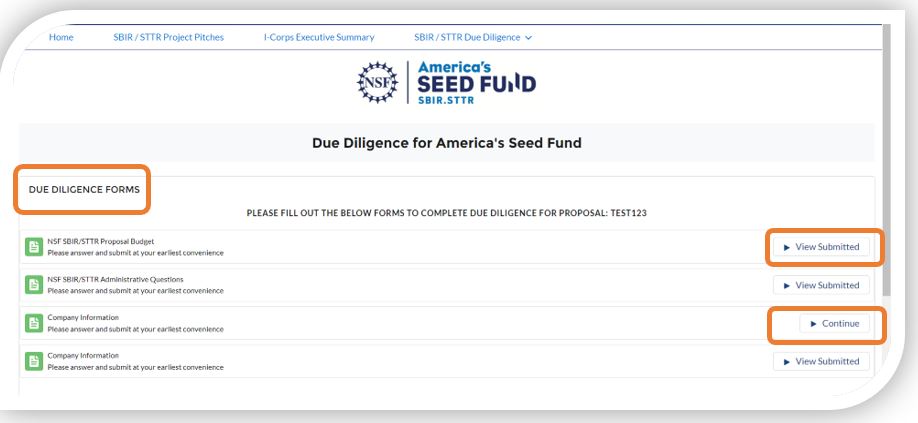 Home SBIR / STTR Project Pitches I-Corps Executive Summary SBIR / STTR Due Diligence
NSF
America's
SEED FUND
SBIR.STTR
Due Diligence for America's Seed Fund
DUE DILIGENCE FORMS
PLEASE FILL OUT THE BELOW FORMS TO COMPLETE DUE DILIGENCE FOR PROPOSAL: TEST123
NSF SBIR/STTR Proposal Budget
Please answer and submit at your earliest convenience
View Submitted
NSF SBIR/STTR Administrative Questions
Please answer and submit at your earliest convenience
View Submitted
Company Information
Please answer and submit at your earliest convenience
Continue
Company Information
Please answer and submit at your earliest convenience
View Submitted